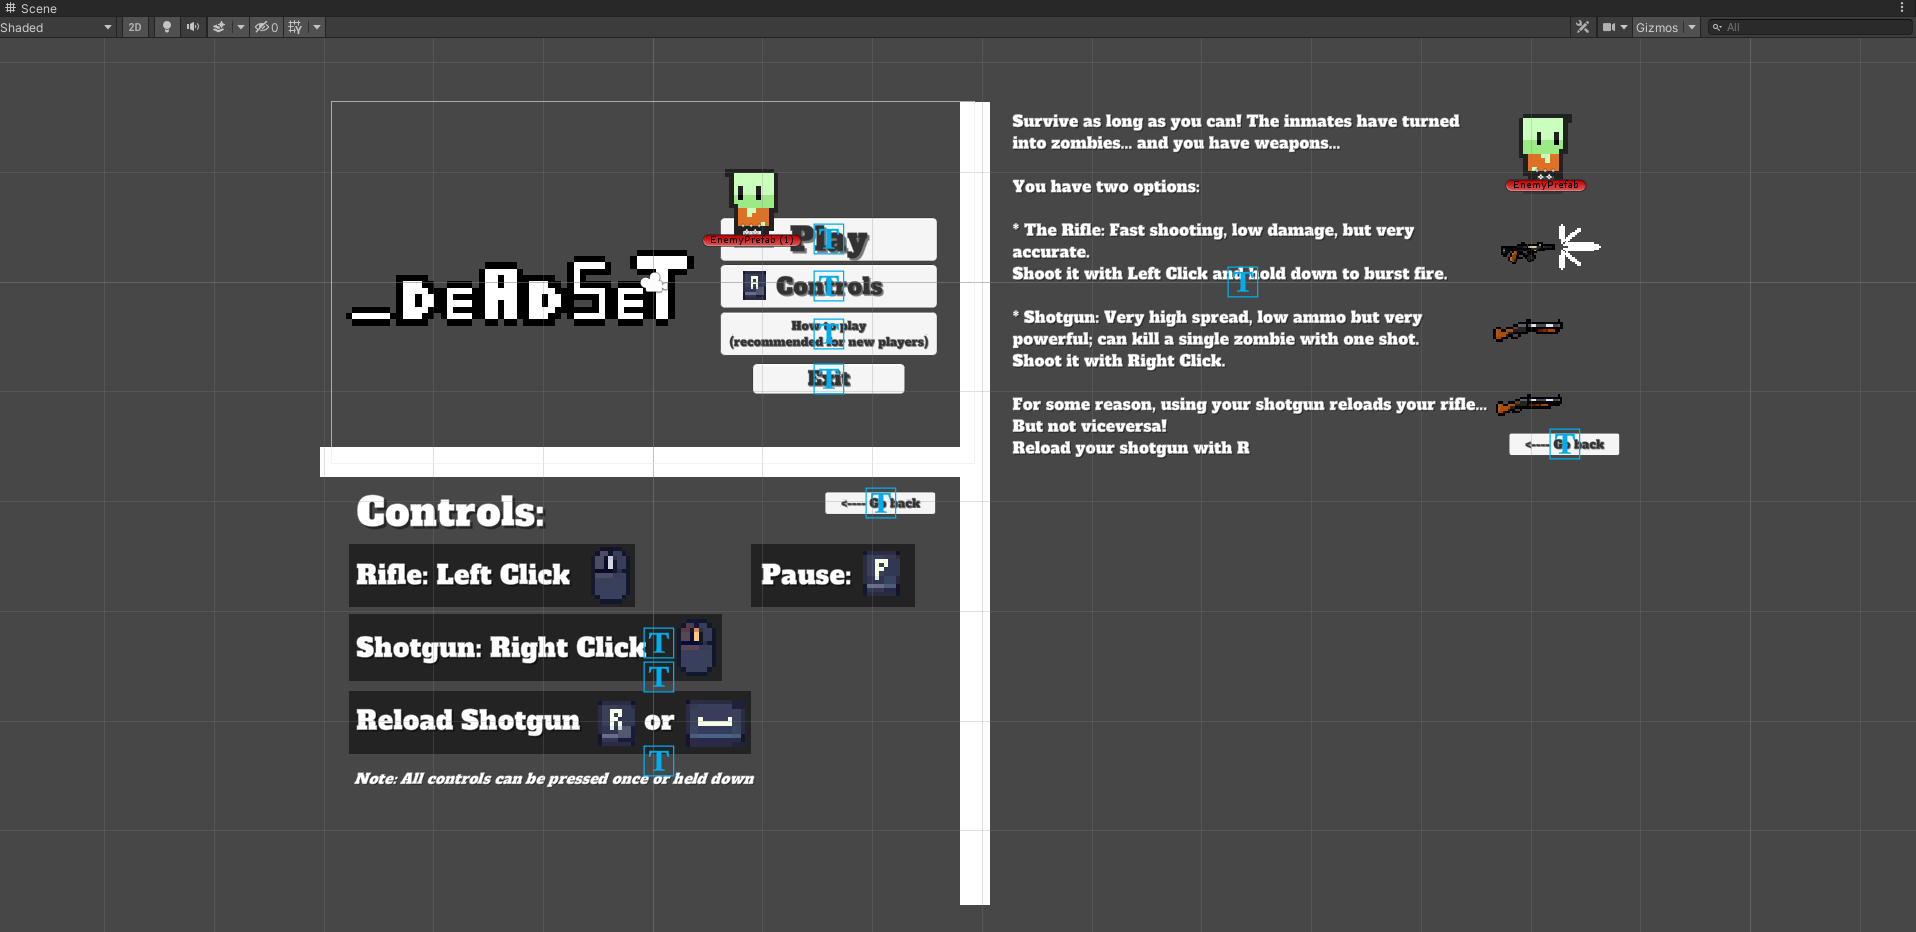 Scene
Shaded
2D
0
Gizmos
All
_DeAdSeT
EnemyPrefab (1)
Play
A
Controls
How to play
(recommended for new players)
Exit
Survive as long as you can! The inmates have turned
into zombies... and you have weapons...
You have two options:
* The Rifle: Fast shooting, low damage, but very
accurate.
Shoot it with Left Click and hold down to burst fire.
* Shotgun: Very high spread, low ammo but very
powerful; can kill a single zombie with one shot.
Shoot it with Right Click.
For some reason, using your shotgun reloads your rifle...
But not viceversa!
Reload your shotgun with R
EnemyPrefab
<---- Go back
Controls:
<---- Go back
Rifle: Left Click
Pause: P
Shotgun: Right Click
Reload Shotgun R or
Note: All controls can be pressed once or held down